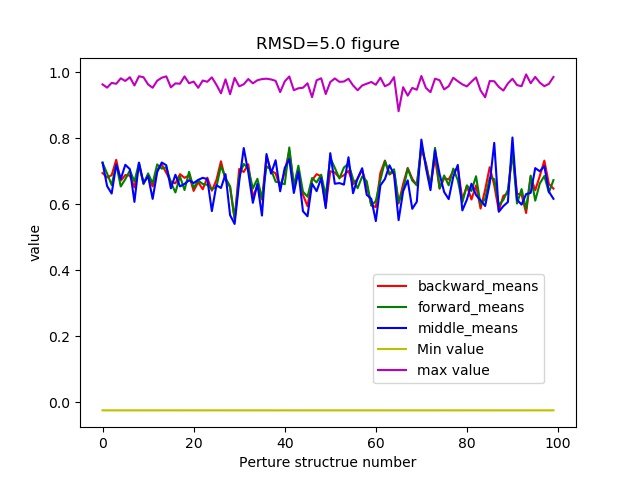 RMSD=5.0 figure
1.0
0.8
0.6
0.4
0.2
0.0
value
backward_means
forward_means
middle_means
Min value
max value
0 20 40 60 80 100
Perture structrue number